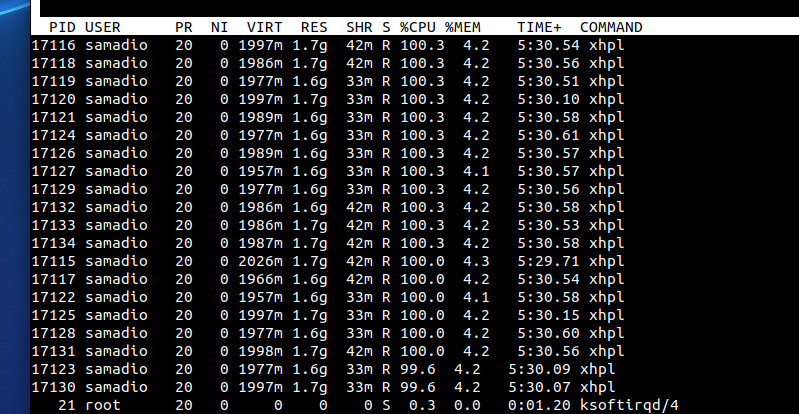 PID USER PR NI VIRT RES SHR S %CPU %MEM TIME+ COMMAND
17116 samadio 20 0 1997m 1.7g 42m R 100.3 4.2 5:30.54 xhpl
17118 samadio 20 0 1986m 1.7g 42m R 100.3 4.2 5:30.56 xhpl
17119 samadio 20 0 1977m 1.6g 33m R 100.3 4.2 5:30.51 xhpl
17120 samadio 20 0 1997m 1.7g 33m R 100.3 4.2 5:30.10 xhpl
17121 samadio 20 0 1989m 1.6g 33m R 100.3 4.2 5:30.58 xhpl
17124 samadio 20 0 1977m 1.6g 33m R 100.3 4.2 5:30.61 xhpl
17126 samadio 20 0 1989m 1.6g 33m R 100.3 4.2 5:30.57 xhpl
17127 samadio 20 0 1957m 1.6g 33m R 100.3 4.1 5:30.57 xhpl
17129 samadio 20 0 1977m 1.6g 33m R 100.3 4.2 5:30.56 xhpl
17132 samadio 20 0 1986m 1.6g 42m R 100.3 4.2 5:30.58 xhpl
17133 samadio 20 0 1986m 1.6g 42m R 100.3 4.2 5:30.53 xhpl
17134 samadio 20 0 1987m 1.7g 42m R 100.3 4.2 5:30.58 xhpl
17115 samadio 20 0 2026m 1.7g 42m R 100.0 4.3 5:29.71 xhpl
17117 samadio 20 0 1966m 1.6g 42m R 100.0 4.2 5:30.54 xhpl
17122 samadio 20 0 1957m 1.6g 33m R 100.0 4.1 5:30.58 xhpl
17125 samadio 20 0 1997m 1.7g 33m R 100.0 4.2 5:30.15 xhpl
17128 samadio 20 0 1977m 1.6g 33m R 100.0 4.2 5:30.60 xhpl
17131 samadio 20 0 1998m 1.7g 42m R 100.0 4.2 5:30.56 xhpl
17123 samadio 20 0 1977m 1.6g 33m R 99.6 4.2 5:30.09 xhpl
17130 samadio 20 0 1997m 1.7g 33m R 99.6 4.2 5:30.07 xhpl
21 root 20 0 0 0 0 S 0.3 0.0 0:01.20 ksoftirqd/4